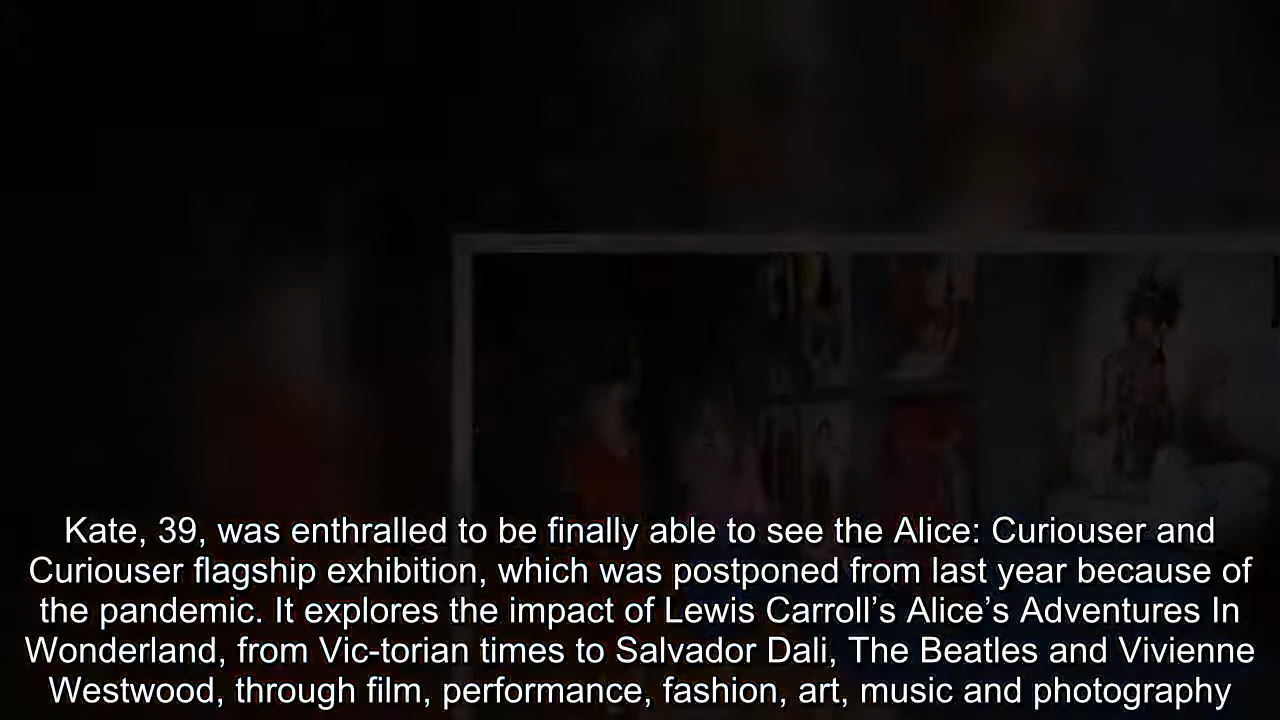 Kate, 39, was enthralled to be finally able to see the Alice: Curiouser and
Curiouser flagship exhibition, which was postponed from last year because of
the pandemic. It explores the impact of Lewis Carroll’s Alice’s Adventures In
Wonderland, from Vic-torian times to Salvador Dali, The Beatles and Vivienne
Westwood, through film, performance, fashion, art, music and photography